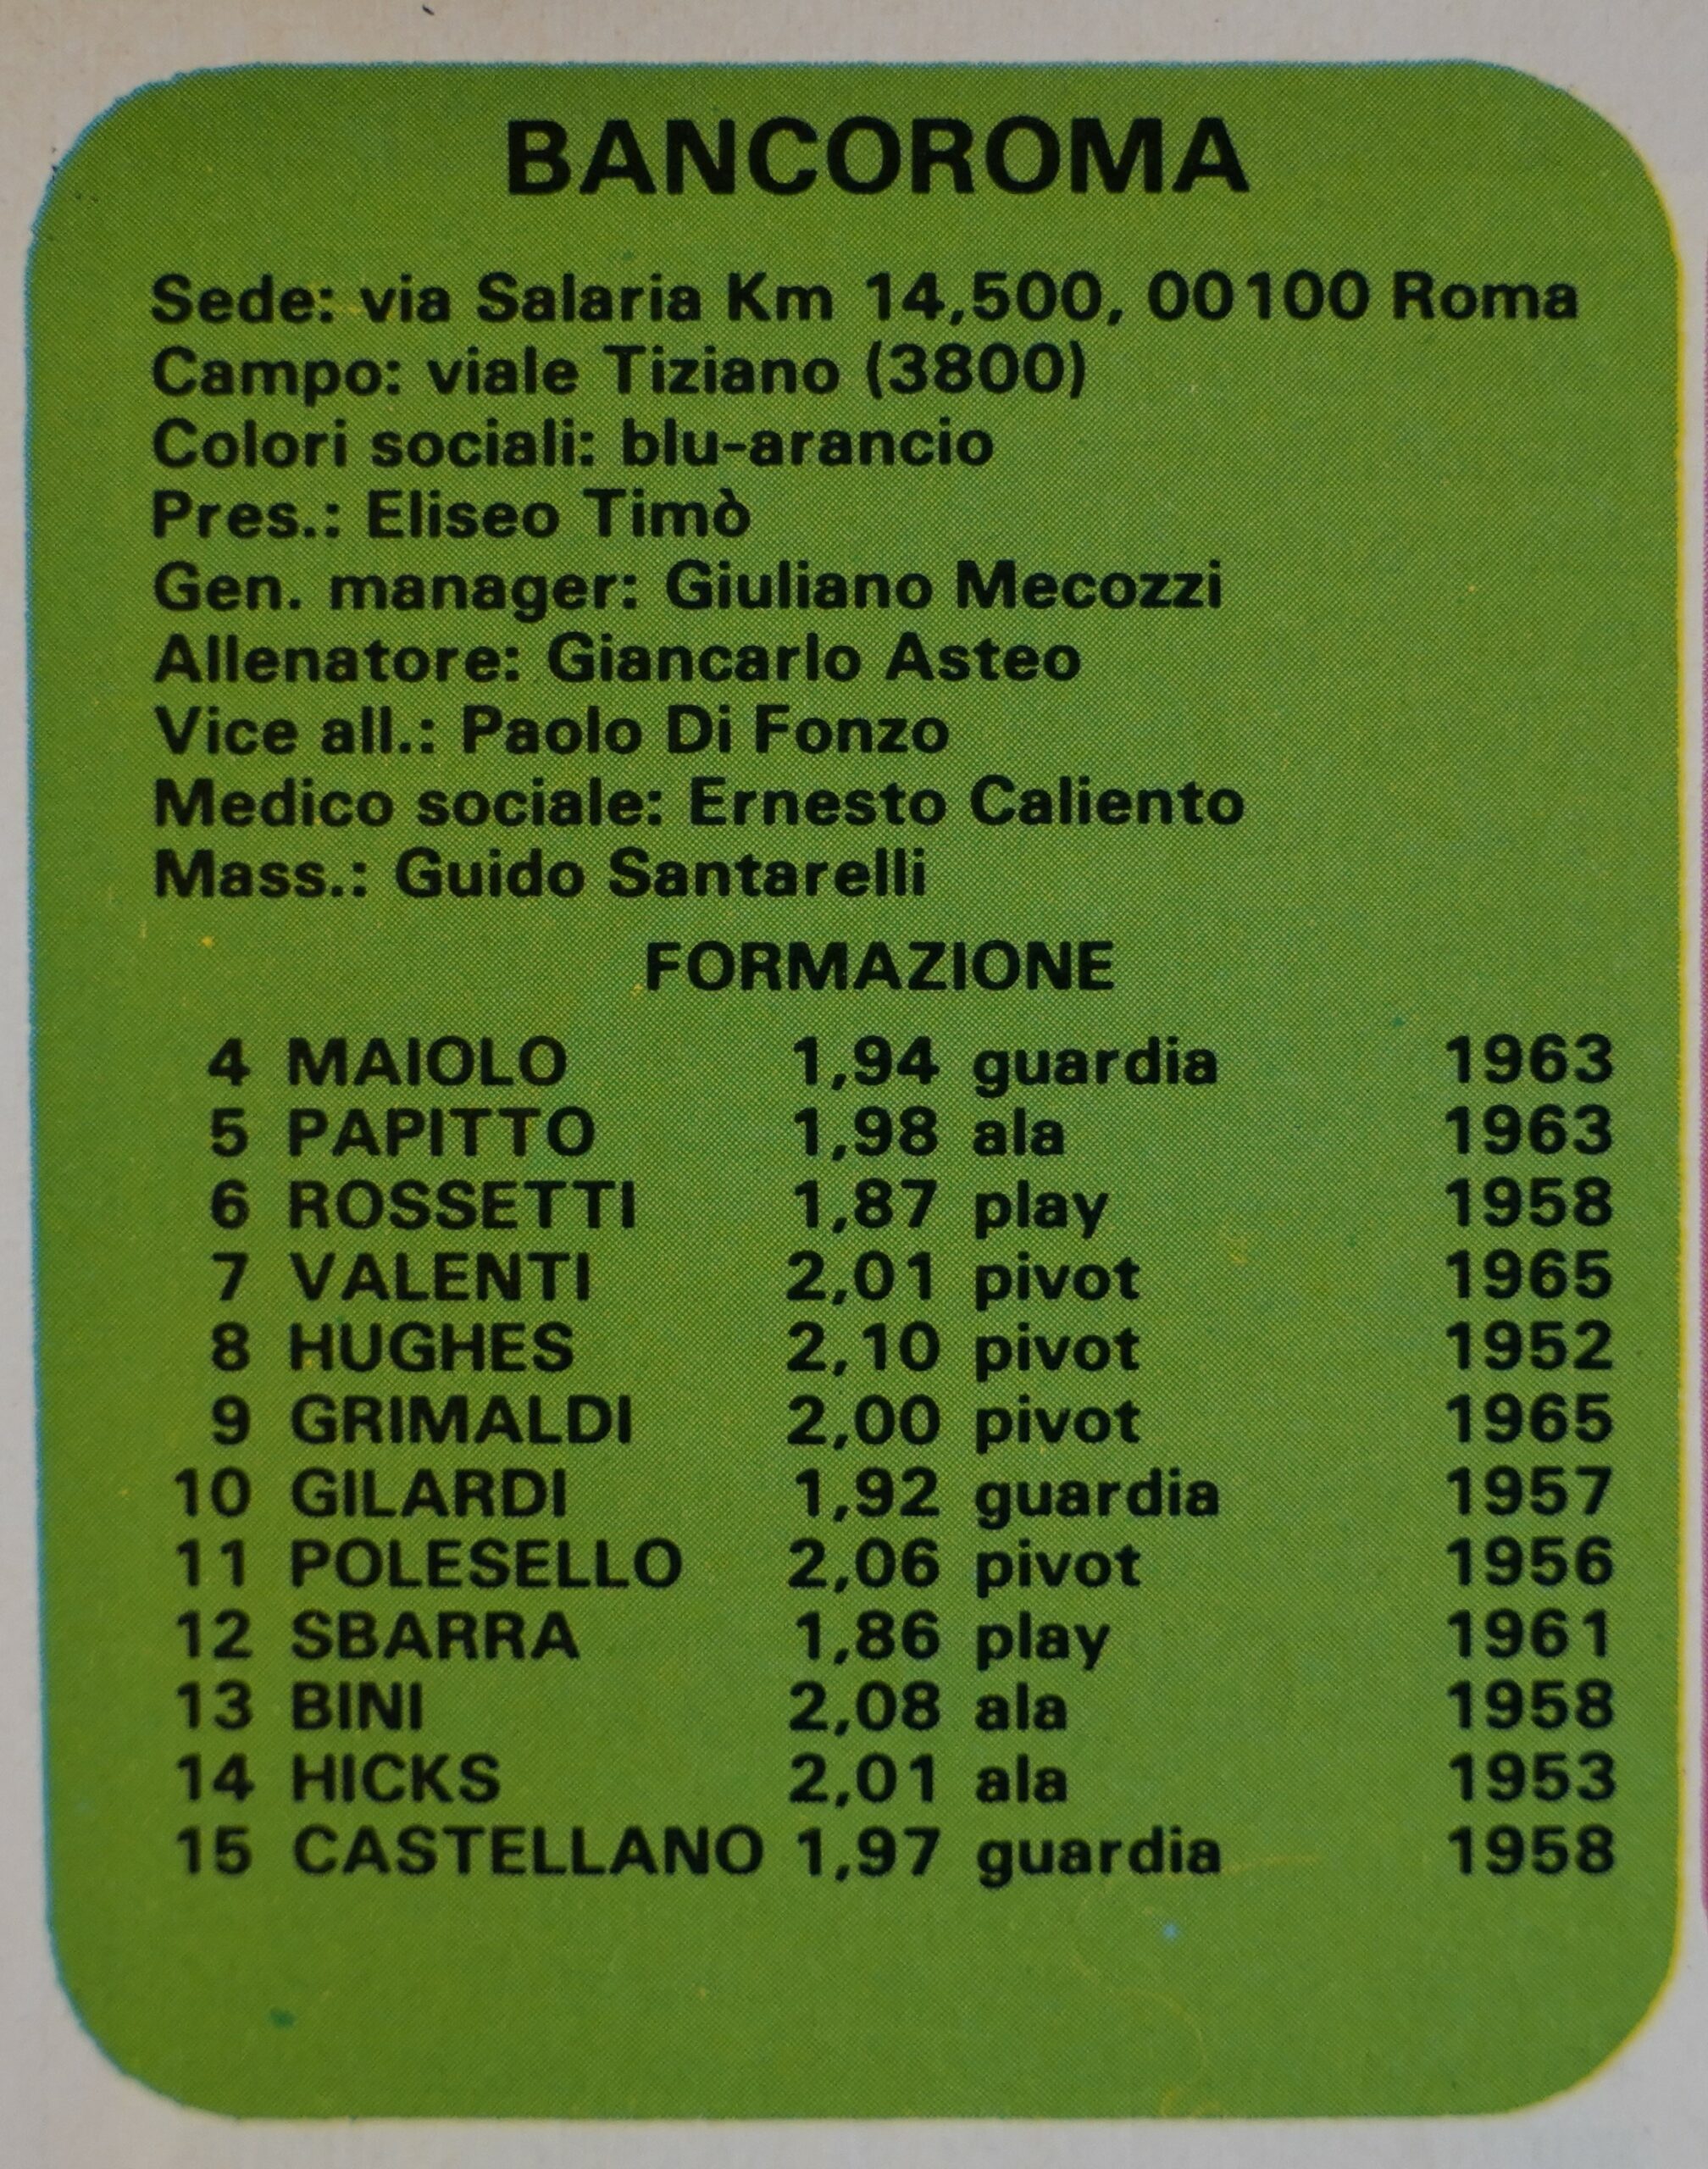 BANCOROMA
Sede: via Salaria Km 14,500, 00100 Roma
Campo: viale Tiziano (3800)
Colori sociali: blu-arancio
Pres.: Eliseo Timò
Gen. manager: Giuliano Mecozzi
Allenatore: Giancarlo Asteo
Vice all.: Paolo Di Fonzo
Medico sociale: Ernesto Caliento
Mass.: Guido Santarelli
FORMAZIONE
4 MAIOLO 1,94 guardia 1963
5 PAPITTO 1,98 ala 1963
6 ROSSETTI 1,87 play 1958
7 VALENTI 2,01 pivot 1965
8 HUGHES 2,10 pivot 1952
9 GRIMALDI 2,00 pivot 1965
10 GILARDI 1,92 guardia 1957
11 POLESELLO 2,06 pivot 1956
12 SBARRA 1,86 play 1961
13 BINI 2,08 ala 1958
14 HICKS 2,01 ala 1953
15 CASTELLANO 1,97 guardia 1958